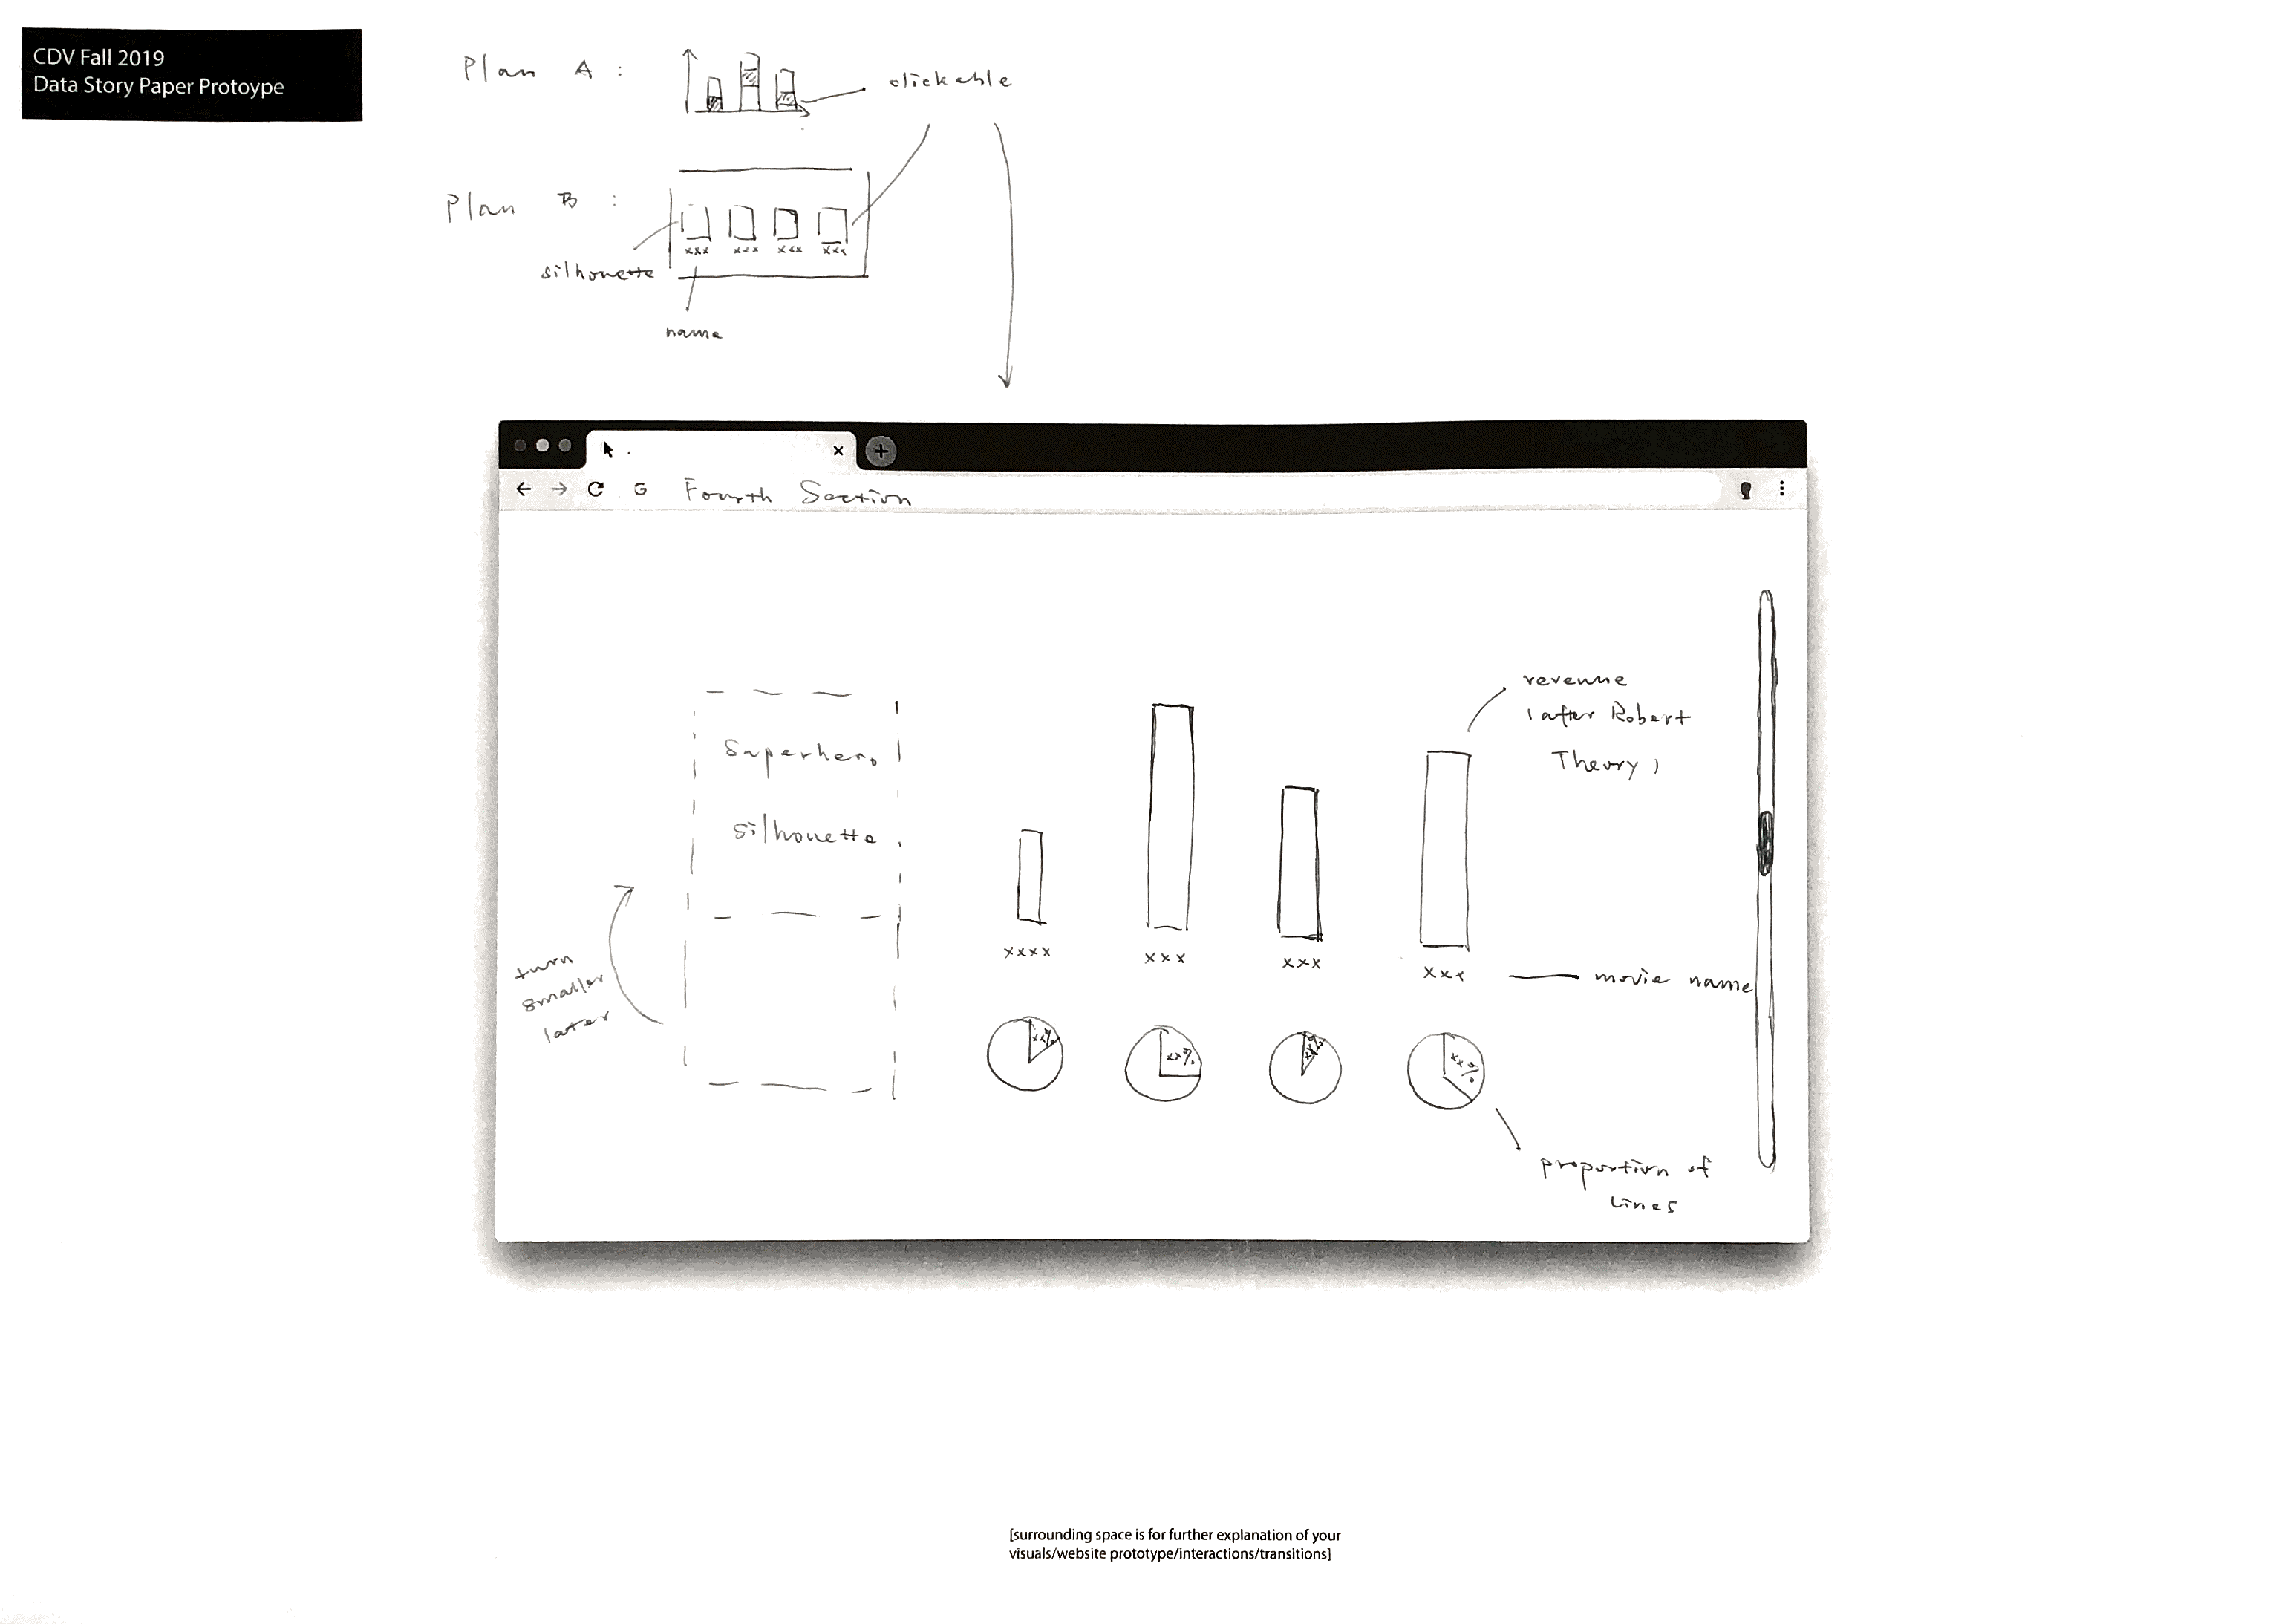 CDV Fall 2019
Data Story Paper Protoype
Plan A :
clickable
Plan B :
xxx xxx xxx xxx
silhouette
name
Fourth Section
revenue
(after Robert
Theory)
Superhero
silhouette
turn
smaller
later
xxxx xxx xxx xxx
movie name
xx% xx% xx% xx%
proportion of
lines
[surrounding space is for further explanation of your
visuals/website prototype/interactions/transitions]